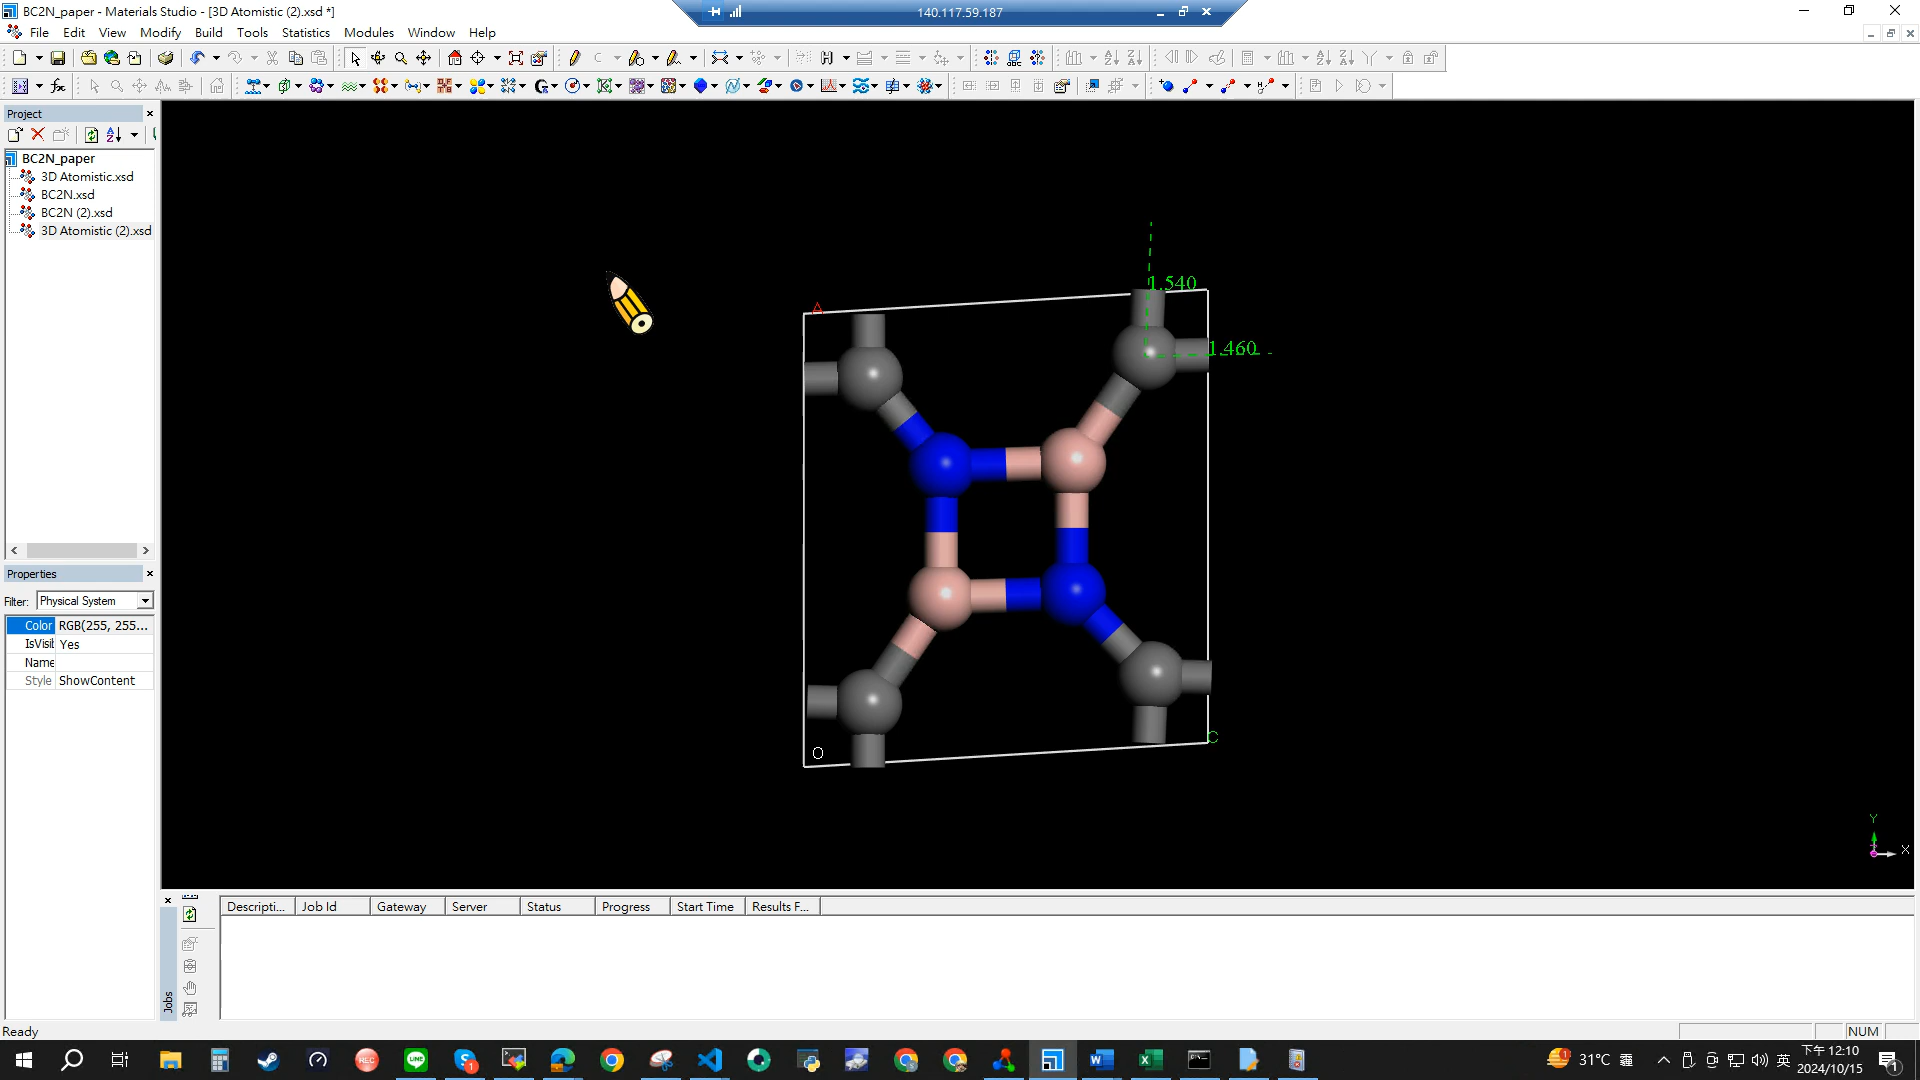 BC2N_paper - Materials Studio - [3D Atomistic (2).xsd *]
140.117.59.187
File Edit View Modify Build Tools Statistics Modules Window Help
Project
BC2N_paper
3D Atomistic.xsd
BC2N.xsd
BC2N (2).xsd
3D Atomistic (2).xsd
Properties
Filter: Physical System
Color RGB(255, 255...
IsVisit Yes
Name
Style ShowContent
1.540
A
1.460
O
C
Y
X
Descripti... Job Id Gateway Server Status Progress Start Time Results F...
Jobs
Ready
NUM
31°C 霾
英
下午 12:10
2024/10/15